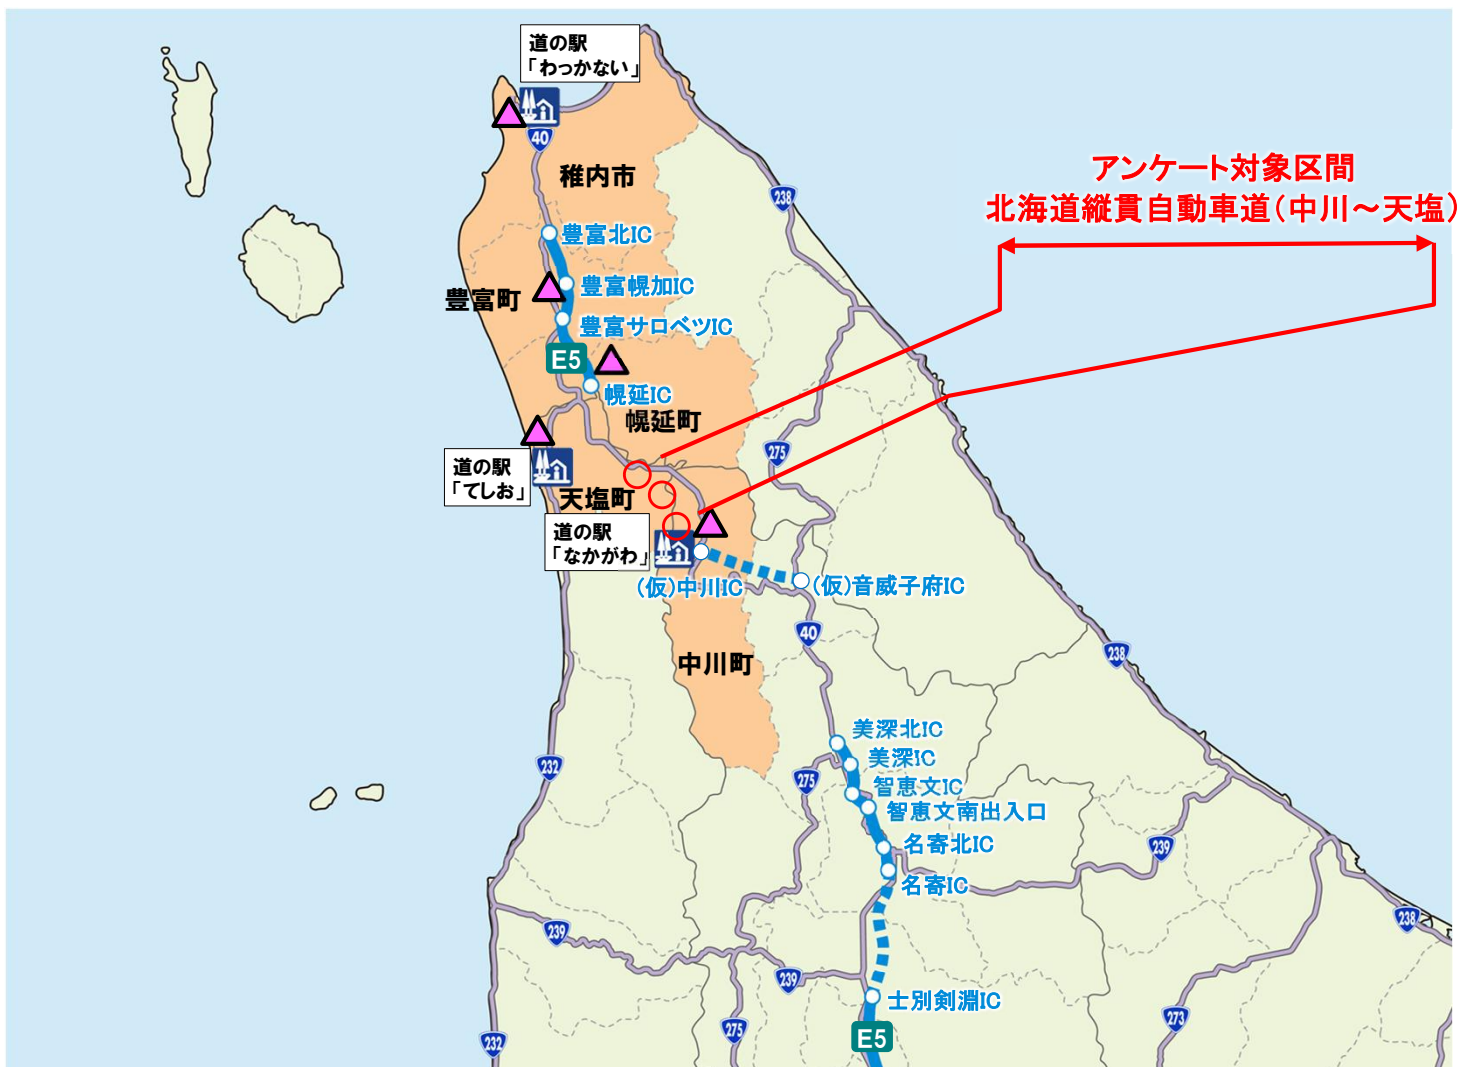 道の駅
「わっかない」
40
稚内市
アンケート対象区間
北海道縦貫自動車道(中川～天塩)
238
豊富北IC
豊富幌加IC
豊富町
豊富サロベツIC
E5
幌延IC
幌延町
275
道の駅
「てしお」
天塩町
道の駅
「なかがわ」
(仮)中川IC
(仮)音威子府IC
40
238
中川町
美深北IC
232
美深IC
275
智恵文IC
智恵文南出入口
名寄北IC
239
名寄IC
238
239
239
士別剣淵IC
273
275
E5
232